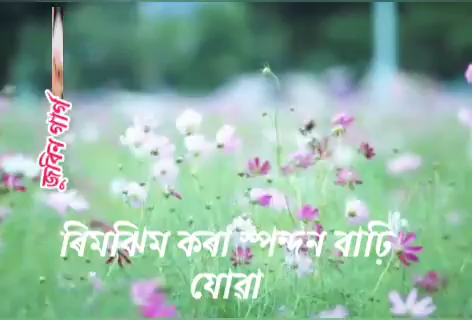 জুবিন গাৰ্গ
ৰিমঝিম কৰা স্পন্দন বাঢ়ি
যোৱা